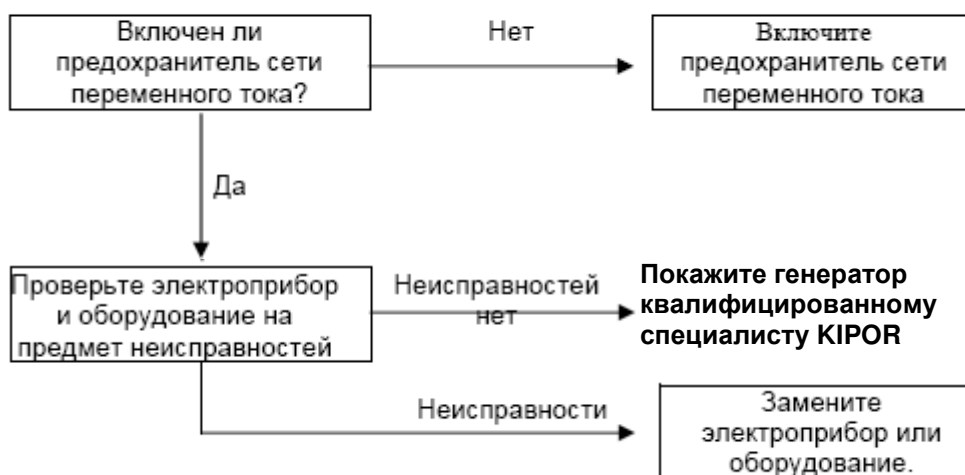 Включен ли
предохранитель сети
переменного тока?
Нет
Включите
предохранитель сети
переменного тока
Да
Проверьте электроприбор
и оборудование на
предмет неисправностей
Неисправностей
нет
Покажите генератор
квалифицированному
специалисту KIPOR
Неисправности
Замените
электроприбор или
оборудование.